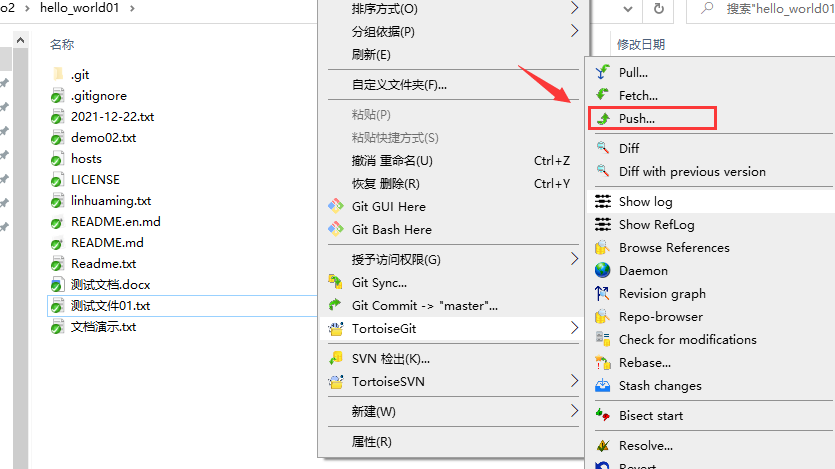 o2 › hello_world01 ›
搜索"hello_world01
名称
修改日期
.git
.gitignore
2021-12-22.txt
demo02.txt
hosts
LICENSE
linhuaming.txt
README.en.md
README.md
Readme.txt
测试文档.docx
测试文件01.txt
文档演示.txt
排序方式(O)
分组依据(P)
刷新(E)
自定义文件夹(F)...
粘贴(P)
粘贴快捷方式(S)
撤消 重命名(U) Ctrl+Z
恢复 删除(R) Ctrl+Y
Git GUI Here
Git Bash Here
授予访问权限(G)
Git Sync...
Git Commit -> "master"...
TortoiseGit
SVN 检出(K)...
TortoiseSVN
新建(W)
属性(R)
Pull...
Fetch...
Push...
Diff
Diff with previous version
Show log
Show RefLog
Browse References
Daemon
Revision graph
Repo-browser
Check for modifications
Rebase...
Stash changes
Bisect start
Resolve...
Revert...